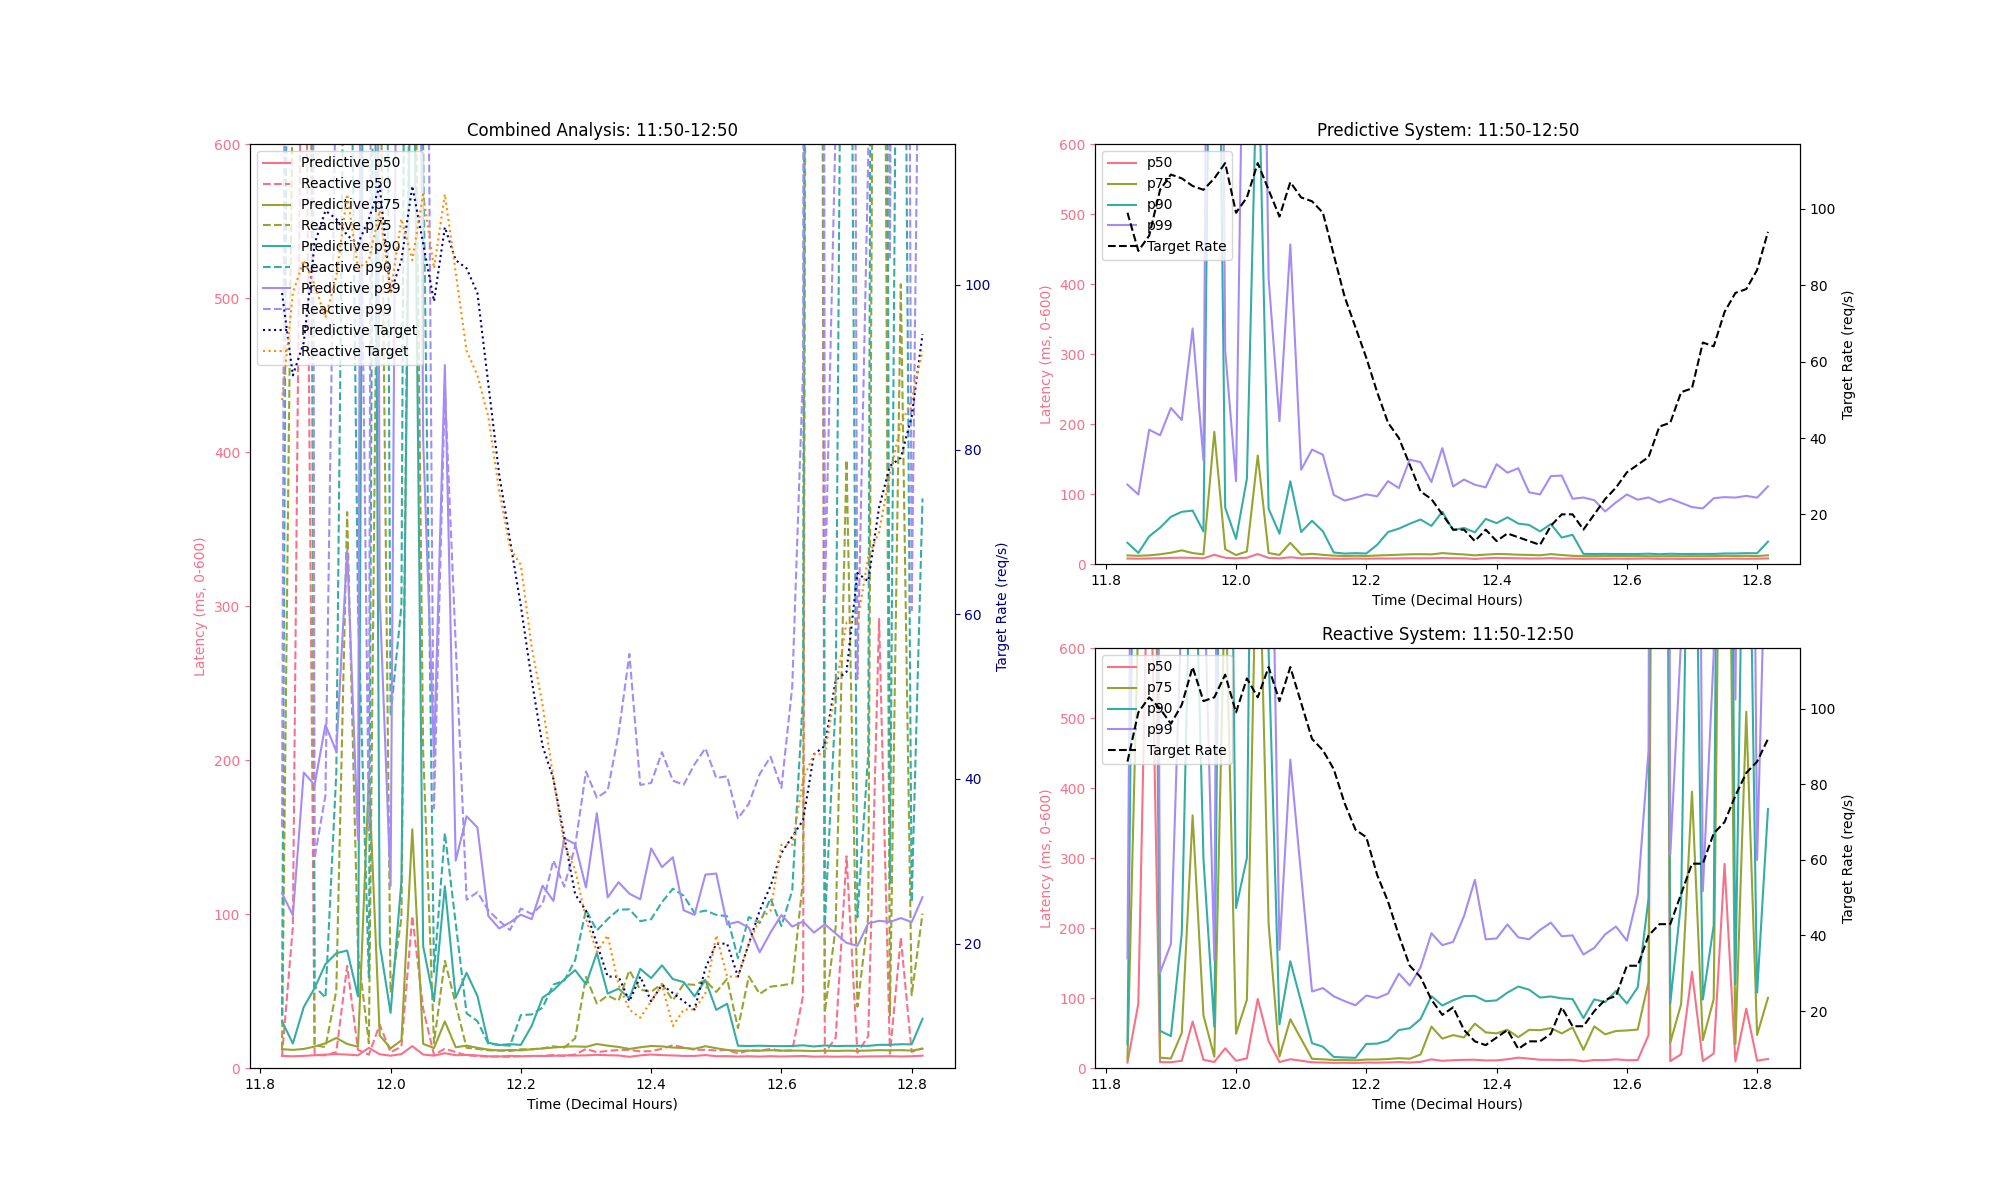 Combined Analysis: 11:50-12:50
600
500
400
300
200
100
0
Latency (ms, 0-600)
Predictive p50
Reactive p50
Predictive p75
Reactive p75
Predictive p90
Reactive p90
Predictive p99
Reactive p99
Predictive Target
Reactive Target
100
80
60
40
20
Target Rate (req/s)
11.8 12.0 12.2 12.4 12.6 12.8
Time (Decimal Hours)
Predictive System: 11:50-12:50
600
500
400
300
200
100
0
Latency (ms, 0-600)
p50
p75
p90
p99
Target Rate
100
80
60
40
20
Target Rate (req/s)
11.8 12.0 12.2 12.4 12.6 12.8
Time (Decimal Hours)
Reactive System: 11:50-12:50
600
500
400
300
200
100
0
Latency (ms, 0-600)
p50
p75
p90
p99
Target Rate
100
80
60
40
20
Target Rate (req/s)
11.8 12.0 12.2 12.4 12.6 12.8
Time (Decimal Hours)